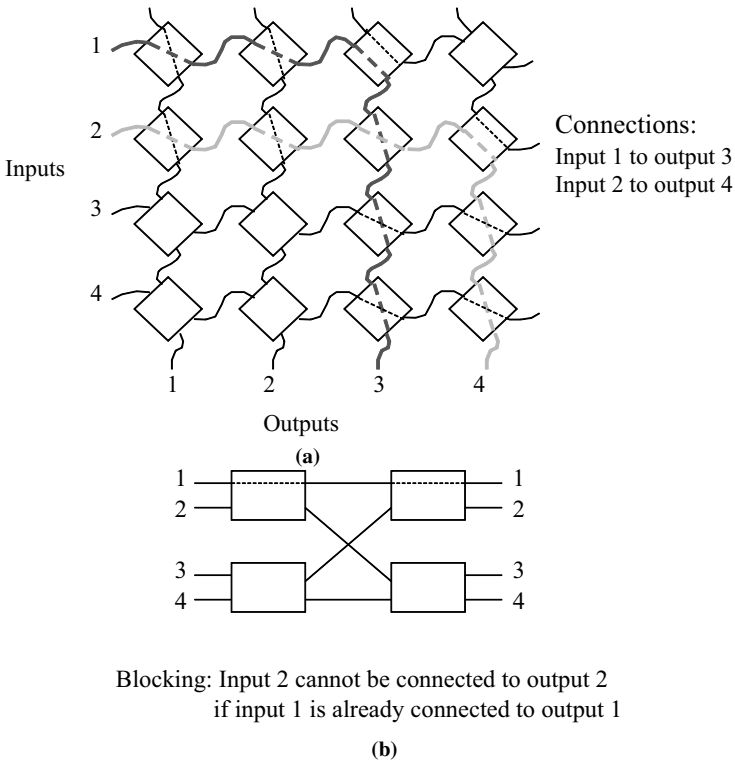 1
2
Connections:
Input 1 to output 3
Inputs
Input 2 to output 4
3
4
1 2 3 4
Outputs
(a)
1 1
2 2
3 3
4 4
Blocking: Input 2 cannot be connected to output 2
if input 1 is already connected to output 1
(b)